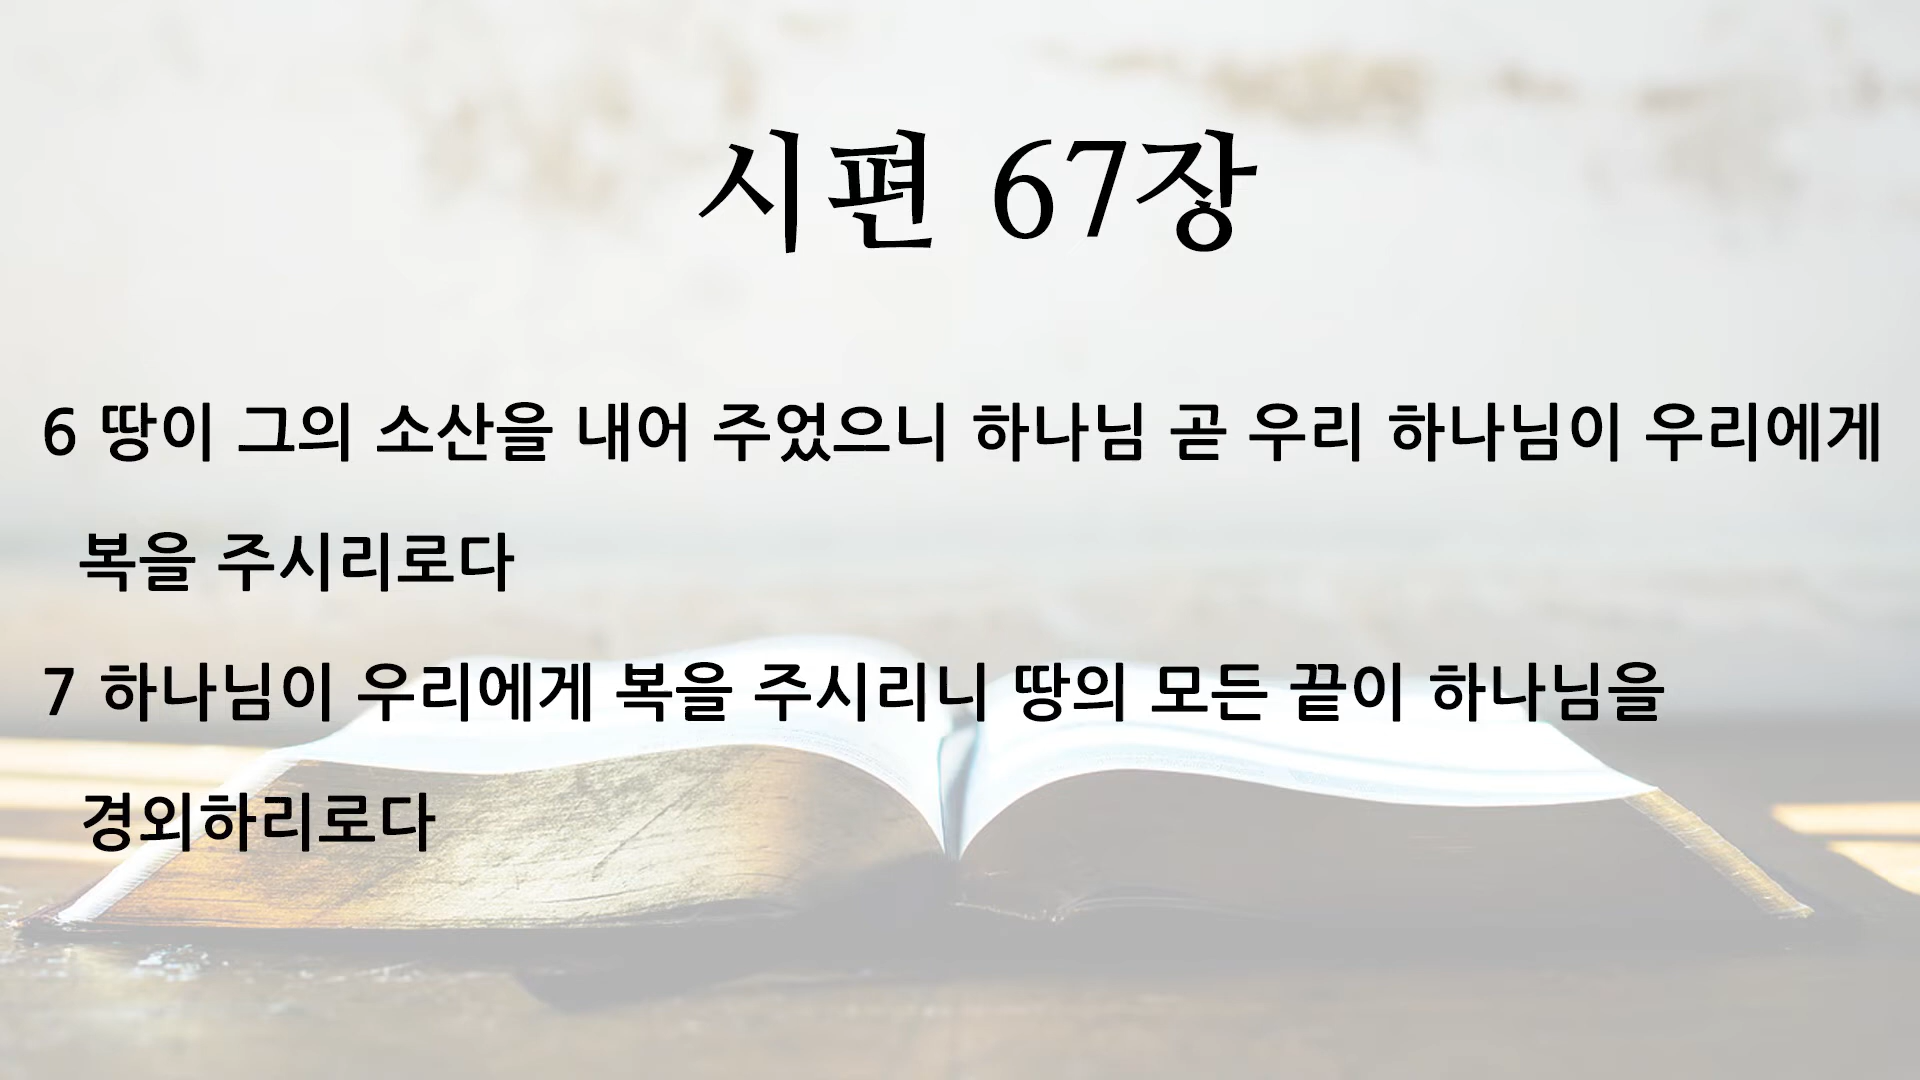 시편 67장
6 땅이 그의 소산을 내어 주었으니 하나님 곧 우리 하나님이 우리에게
복을 주시리로다
7 하나님이 우리에게 복을 주시리니 땅의 모든 끝이 하나님을
경외하리로다